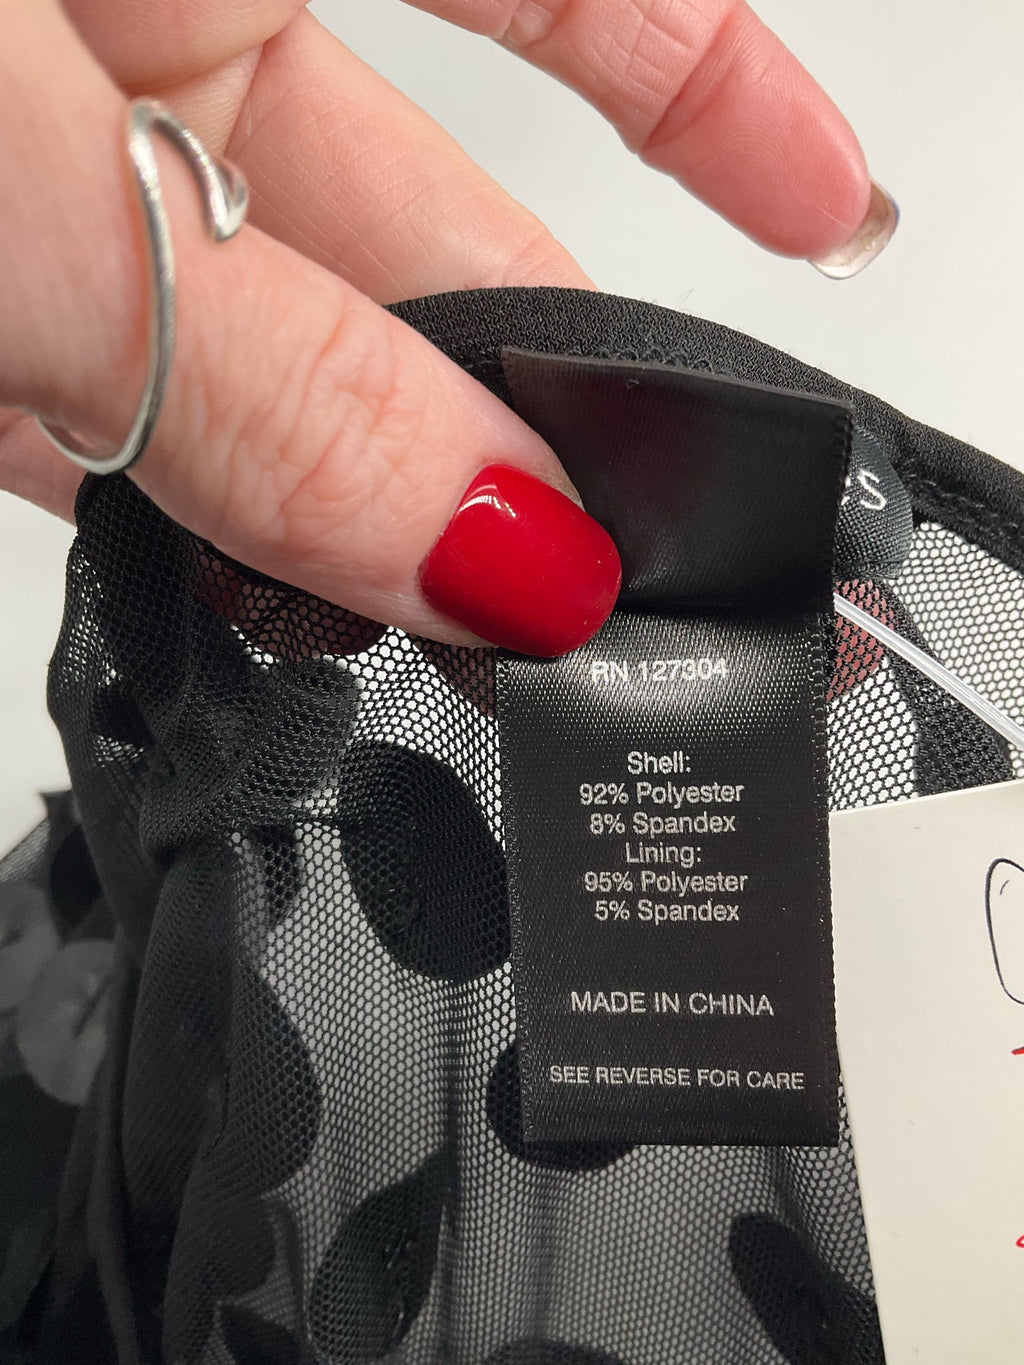 S
RN 127304
Shell:
92% Polyester
8% Spandex
Lining:
95% Polyester
5% Spandex
MADE IN CHINA
SEE REVERSE FOR CARE